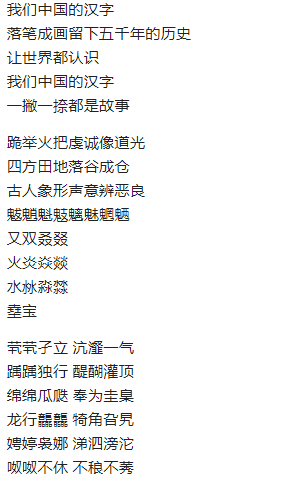 我们中国的汉字
落笔成画留下五千年的历史
让世界都认识
我们中国的汉字
一撇一捺都是故事
跪举火把虔诚像道光
四方田地落谷成仓
古人象形声意辨恶良
魃魈魁鬾魑魅魍魉
又双叒叕
火炎焱燚
水沝淼㵘
㙓宝
茕茕孑立 沆瀣一气
踽踽独行 醍醐灌顶
绵绵瓜瓞 奉为圭臬
龙行龘龘 犄角旮旯
娉婷袅娜 涕泗滂沱
呶呶不休 不稂不莠